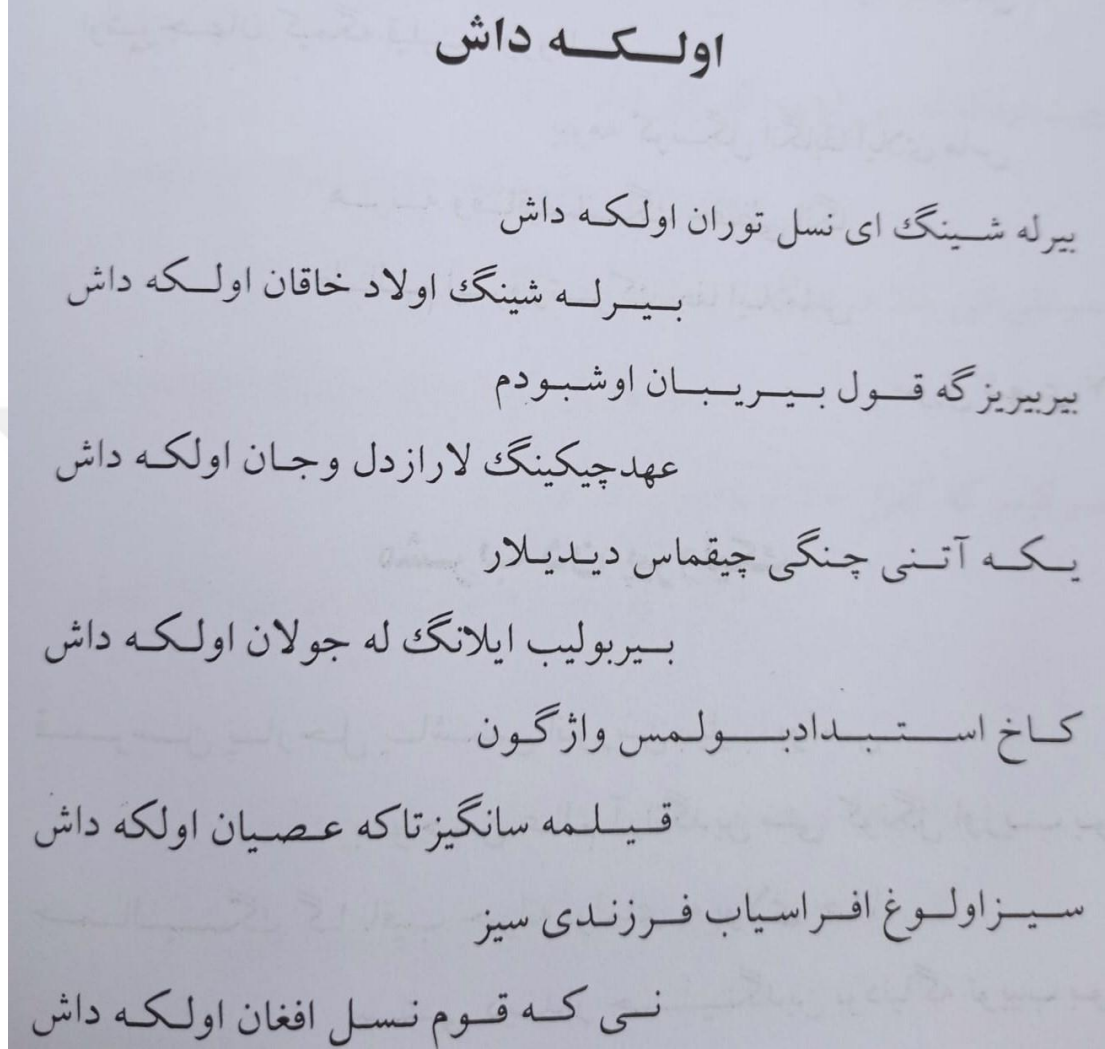 اولکه داش
بیرله شینگ ای نسل توران اولکه داش
بیرله شینگ اولاد خاقان اولکه داش
بیربیریزگه قول بیریبان اوشبودم
عهدچیکینگ لارازدل وجان اولکه داش
یکه آتنی چنگی چیقماس دیدیلار
بیربولیب ایلانگ له جولان اولکه داش
کاخ استبدادبولمس واژگون
قیلمه سانگیزتاکه عصیان اولکه داش
سیزاولوغ افراسیاب فرزندی سیز
نی که قوم نسل افغان اولکه داش